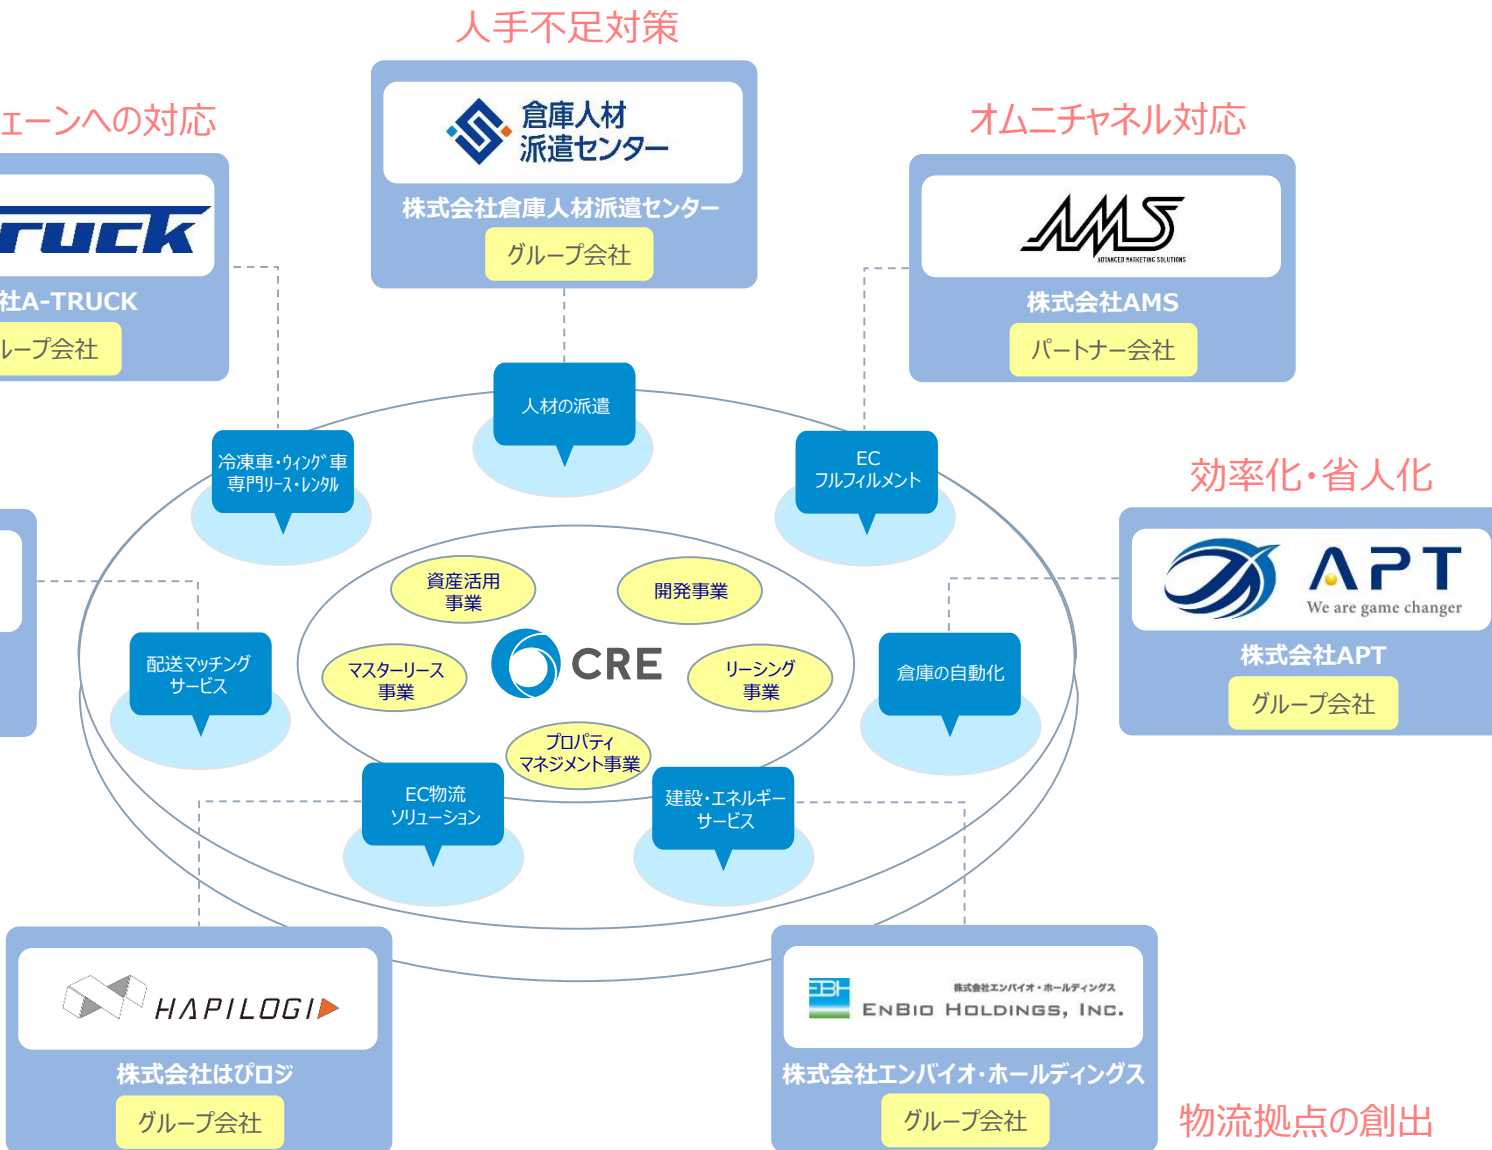 人手不足対策
倉庫人材
派遣センター
株式会社倉庫人材派遣センター
グループ会社
ェーンへの対応
TRUCK
社A-TRUCK
ループ会社
オムニチャネル対応
AMS
ADVANCED MARKETING SOLUTIONS
株式会社AMS
パートナー会社
人材の派遣
冷凍車・ウィング車
専門リース・レンタル
EC
フルフィルメント
効率化・省人化
APT
We are game changer
株式会社APT
グループ会社
資産活用
事業
開発事業
マスターリース
事業
CRE
リーシング
事業
プロパティ
マネジメント事業
配送マッチング
サービス
倉庫の自動化
EC物流
ソリューション
建設・エネルギー
サービス
HAPILOGI
株式会社はぴロジ
グループ会社
EBH
株式会社エンバイオ・ホールディングス
ENBIO HOLDINGS, INC.
株式会社エンバイオ・ホールディングス
グループ会社
物流拠点の創出